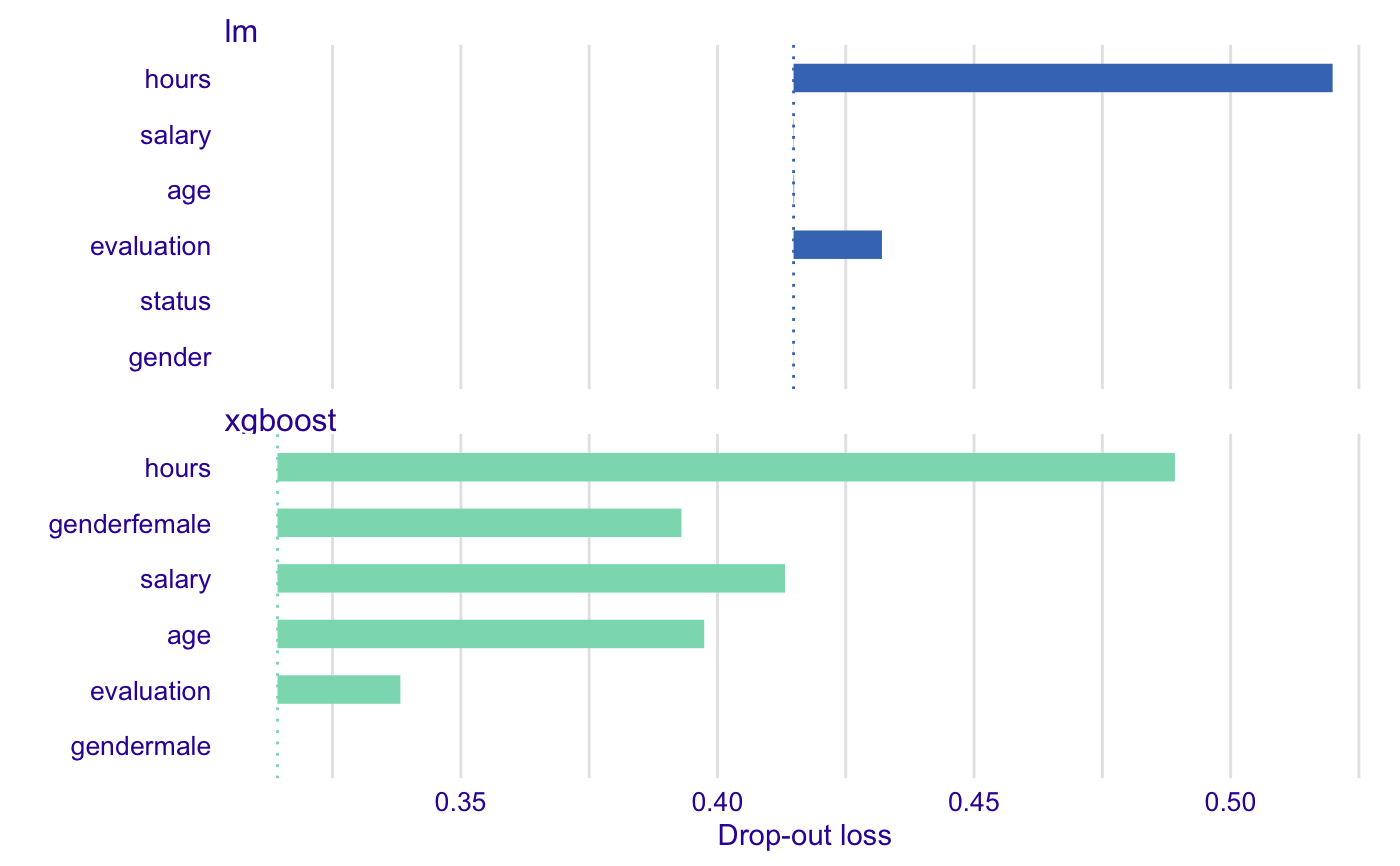 lm
hours
salary
age
evaluation
status
gender
xgboost
hours
genderfemale
salary
age
evaluation
gendermale
0.35 0.40 0.45 0.50
Drop-out loss